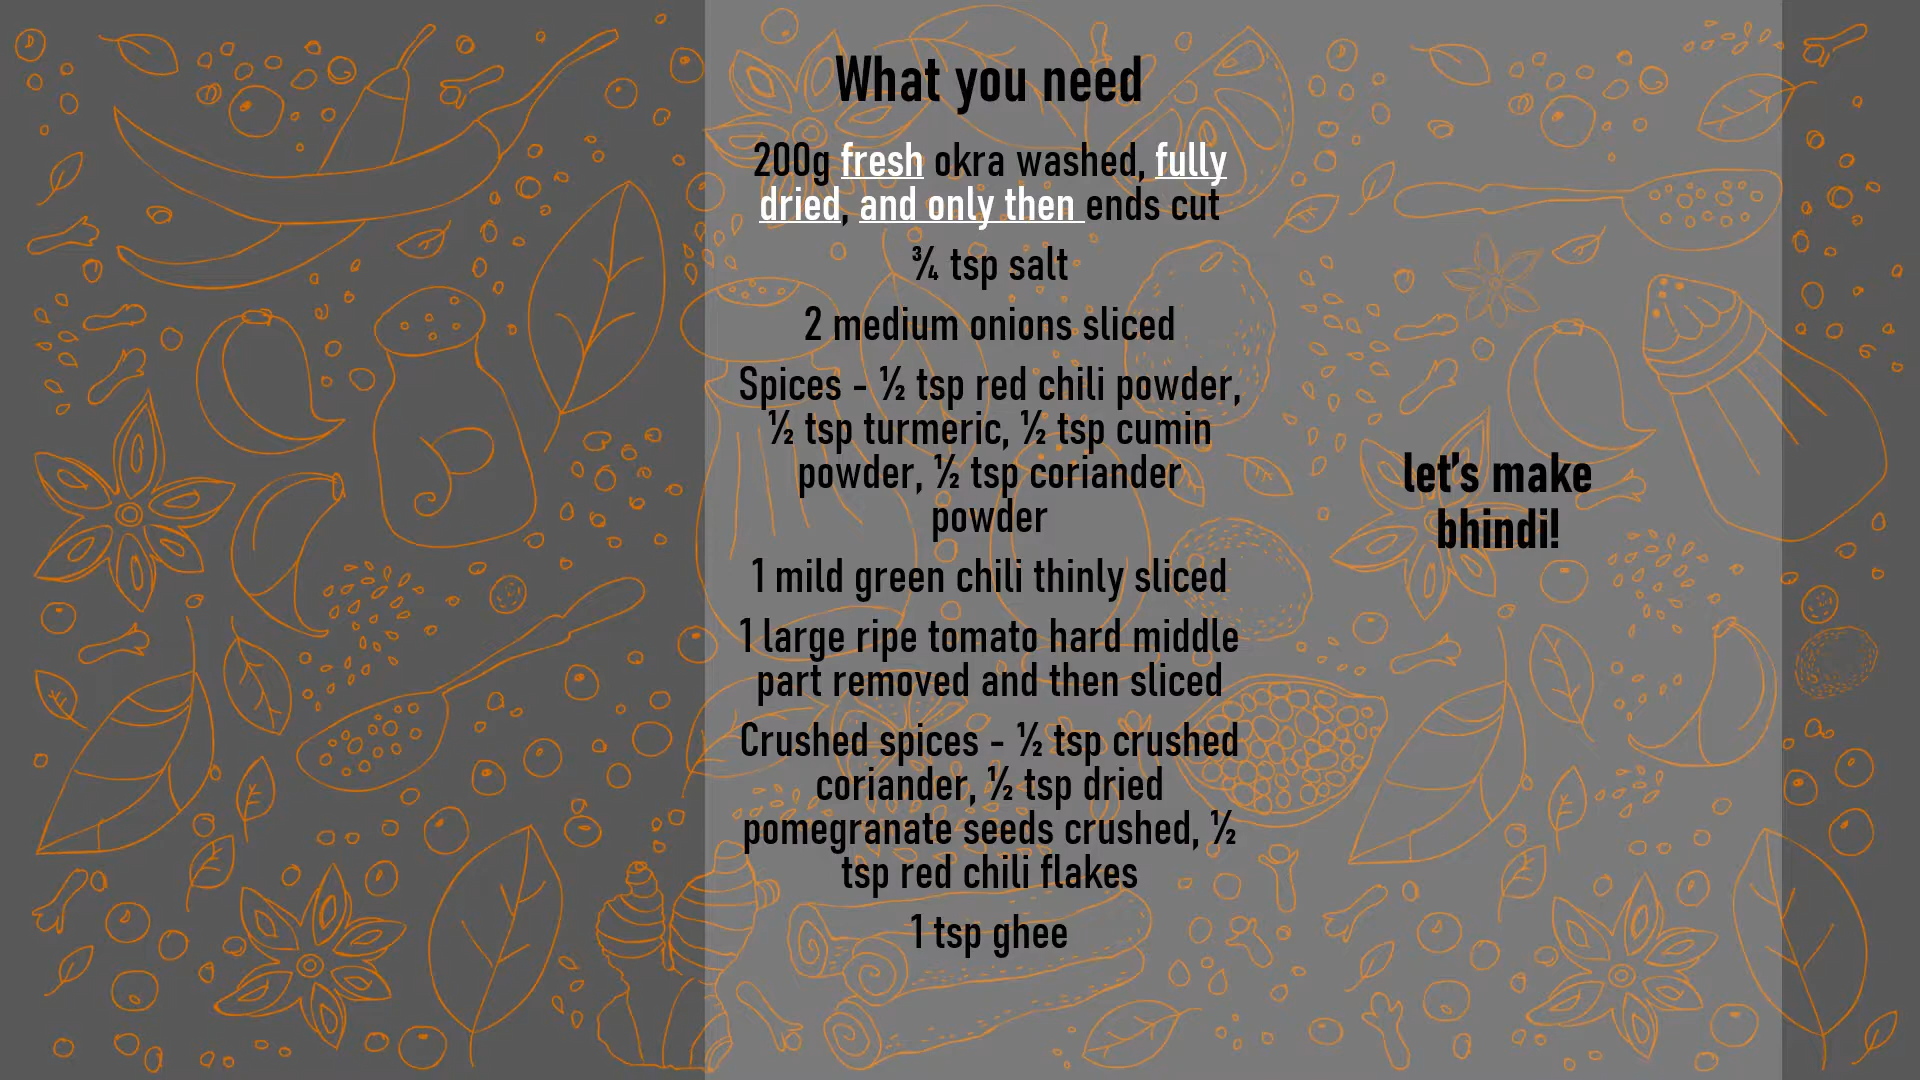 What you need
200g fresh okra washed, fully
dried, and only then ends cut
¾ tsp salt
2 medium onions sliced
Spices - ½ tsp red chili powder,
½ tsp turmeric, ½ tsp cumin
powder, ½ tsp coriander
powder
1 mild green chili thinly sliced
1 large ripe tomato hard middle
part removed and then sliced
Crushed spices - ½ tsp crushed
coriander, ½ tsp dried
pomegranate seeds crushed, ½
tsp red chili flakes
1 tsp ghee
let's make
bhindi!